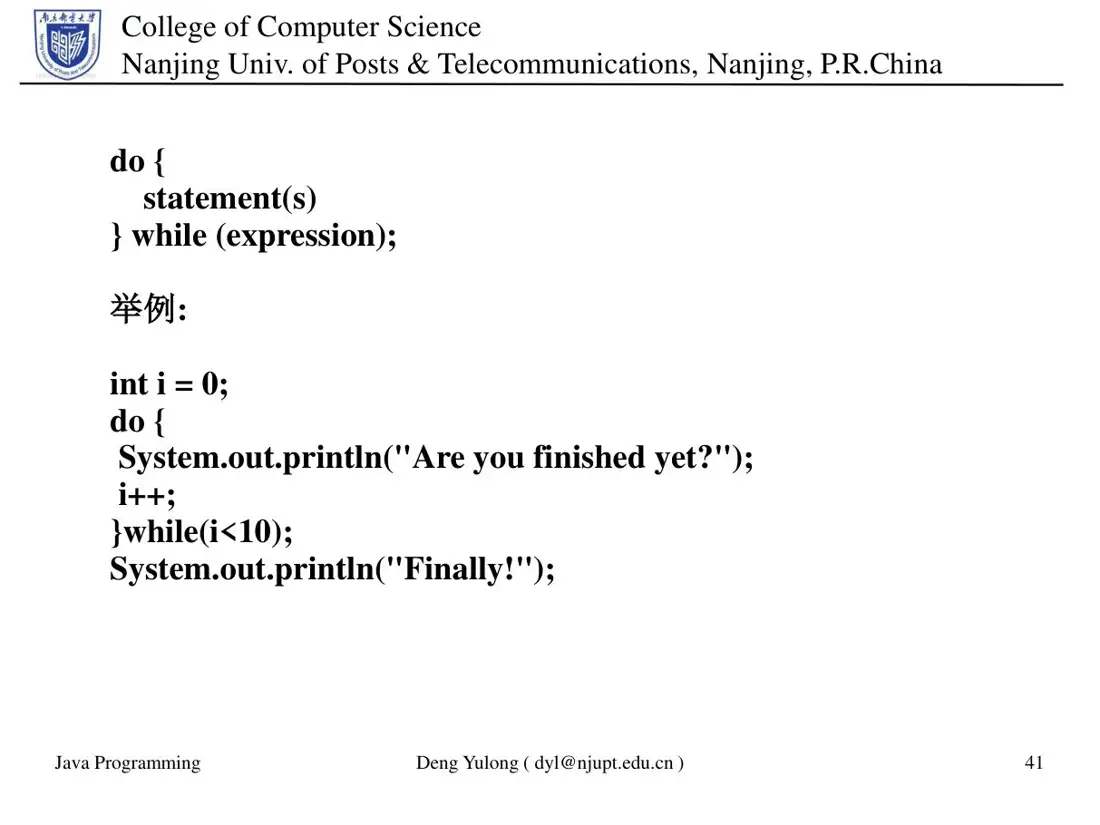 College of Computer Science
Nanjing Univ. of Posts & Telecommunications, Nanjing, P.R.China
do {
statement(s)
} while (expression);
举例:
int i = 0;
do {
System.out.println("Are you finished yet?");
i++;
}while(i<10);
System.out.println("Finally!");
Java Programming
Deng Yulong ( dyl@njupt.edu.cn )
41